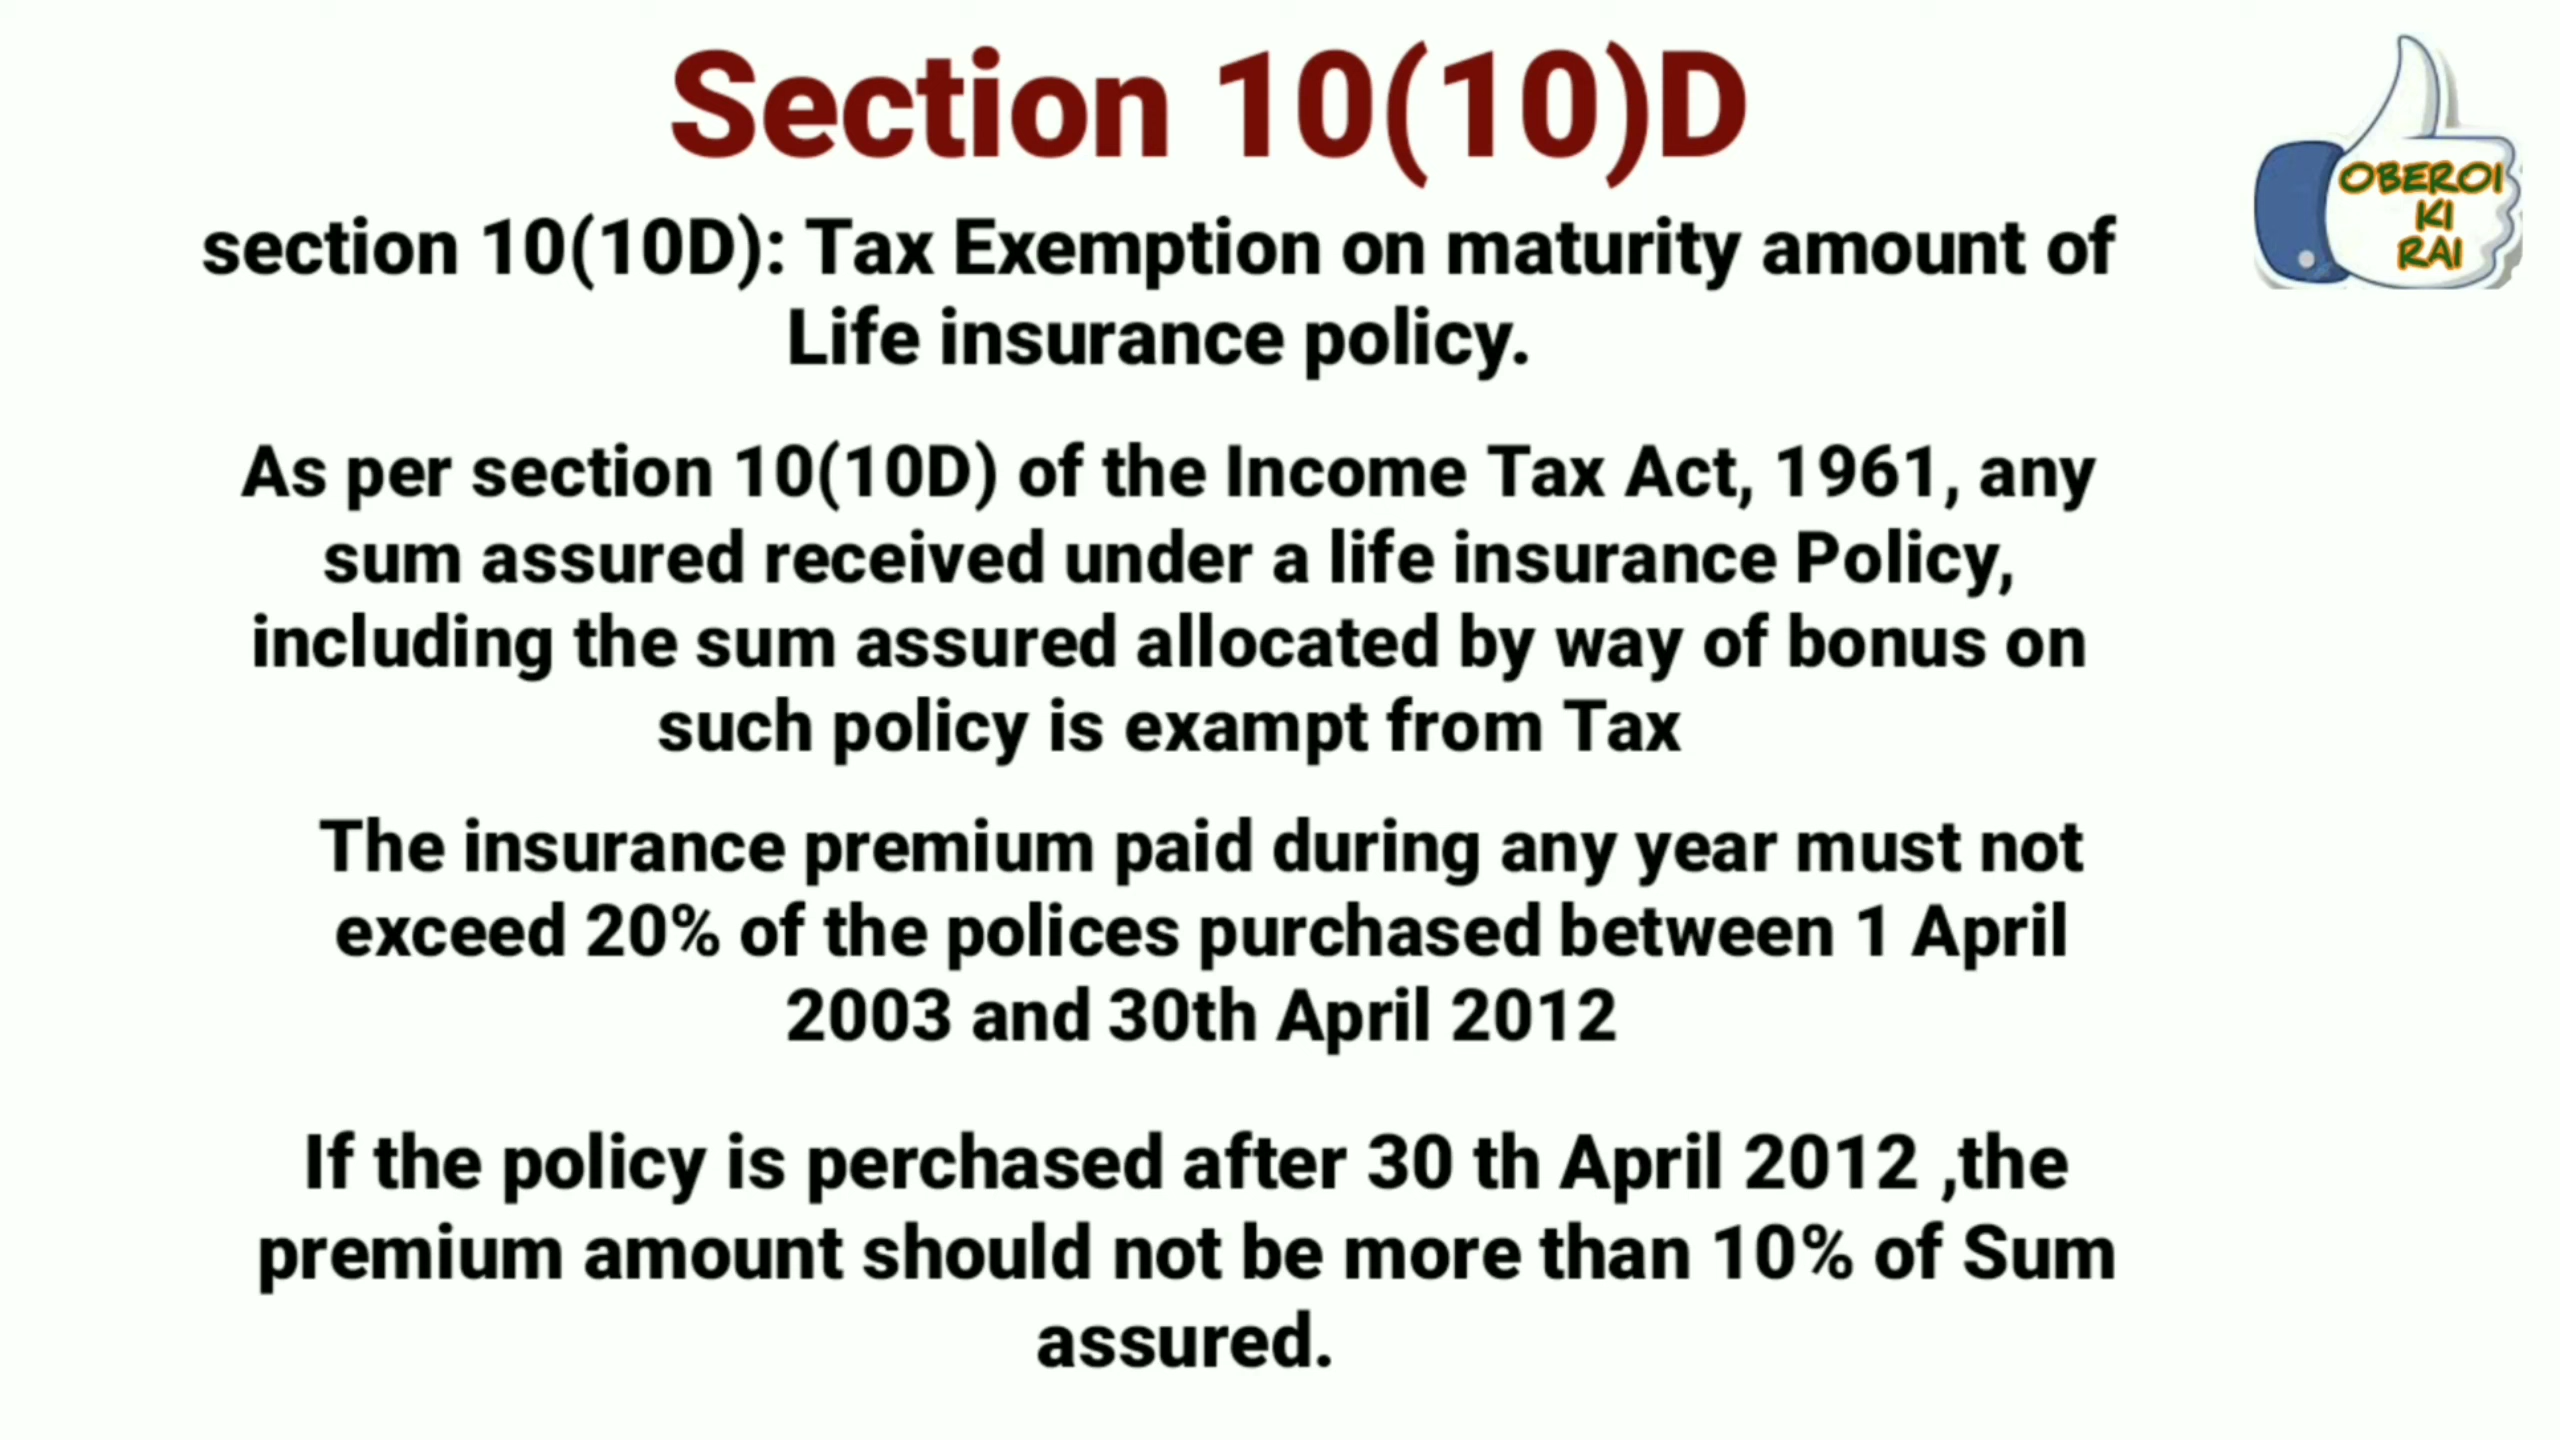 Section 10(10)D
OBEROI
KI
RAI
section 10(10D): Tax Exemption on maturity amount of
Life insurance policy.
As per section 10(10D) of the Income Tax Act, 1961, any
sum assured received under a life insurance Policy,
including the sum assured allocated by way of bonus on
such policy is exampt from Tax
The insurance premium paid during any year must not
exceed 20% of the polices purchased between 1 April
2003 and 30th April 2012
If the policy is perchased after 30 th April 2012 ,the
premium amount should not be more than 10% of Sum
assured.